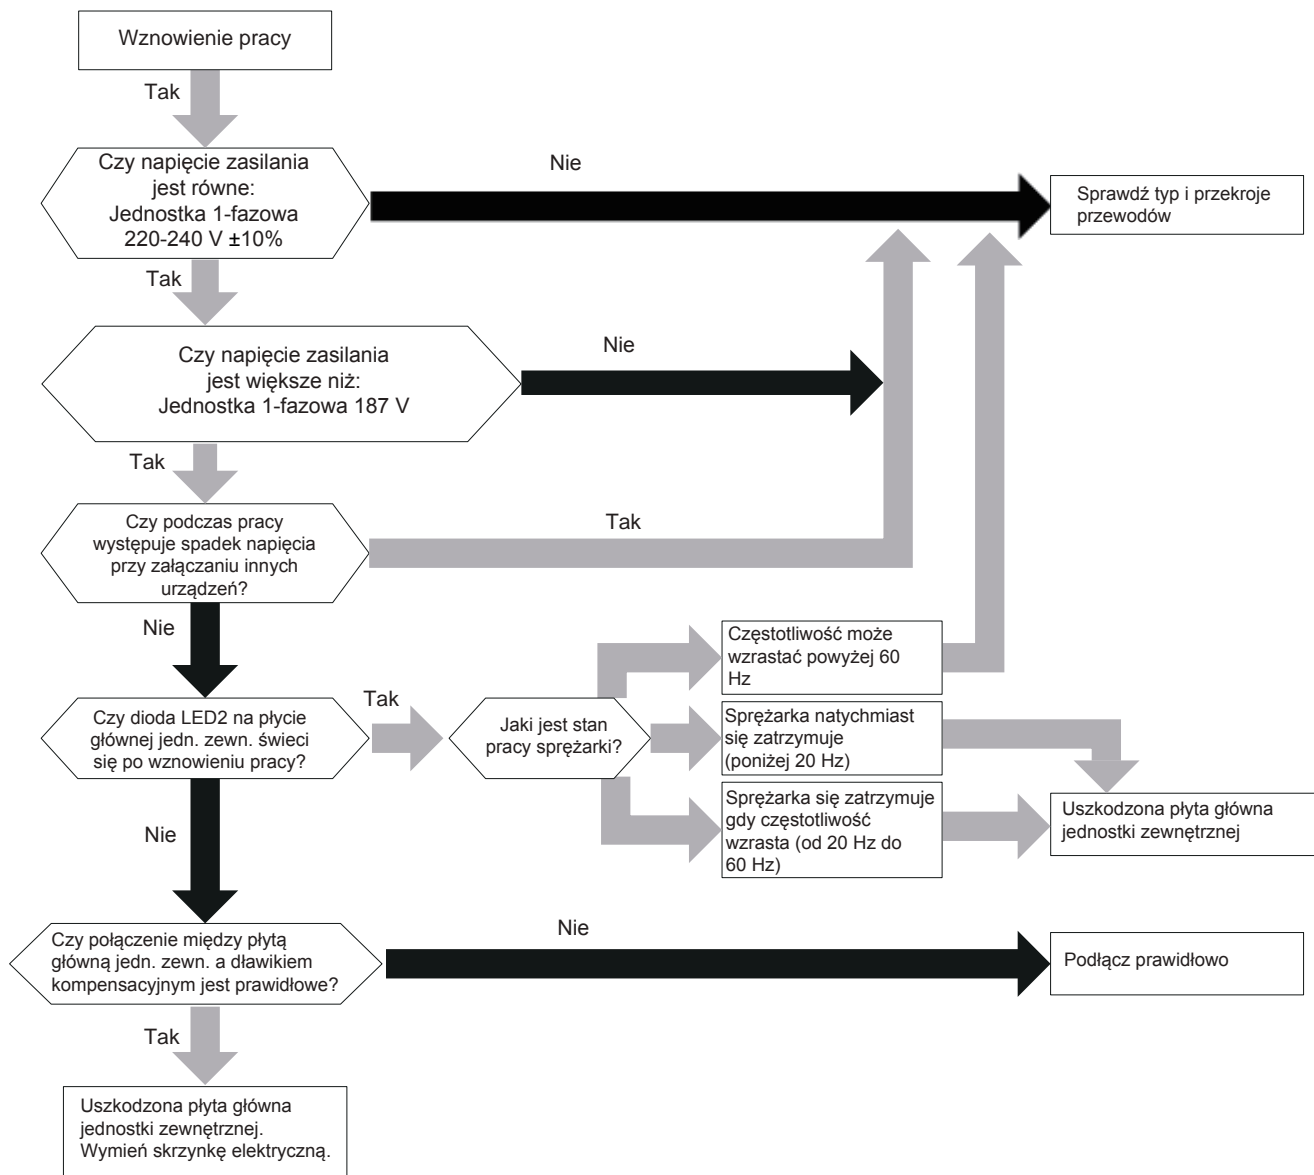 Wznowienie pracy
Tak
Czy napięcie zasilania
jest równe:
Jednostka 1-fazowa
220-240 V ±10%
Nie
Sprawdź typ i przekroje
przewodów
Tak
Czy napięcie zasilania
jest większe niż:
Jednostka 1-fazowa 187 V
Nie
Tak
Czy podczas pracy
występuje spadek napięcia
przy załączaniu innych
urządzeń?
Tak
Nie
Czy dioda LED2 na płycie
głównej jedn. zewn. świeci
się po wznowieniu pracy?
Tak
Jaki jest stan
pracy sprężarki?
Częstotliwość może
wzrastać powyżej 60
Hz
Sprężarka natychmiast
się zatrzymuje
(poniżej 20 Hz)
Sprężarka się zatrzymuje
gdy częstotliwość
wzrasta (od 20 Hz do
60 Hz)
Uszkodzona płyta główna
jednostki zewnętrznej
Nie
Czy połączenie między płytą
główną jedn. zewn. a dławikiem
kompensacyjnym jest prawidłowe?
Nie
Podłącz prawidłowo
Tak
Uszkodzona płyta główna
jednostki zewnętrznej.
Wymień skrzynkę elektryczną.